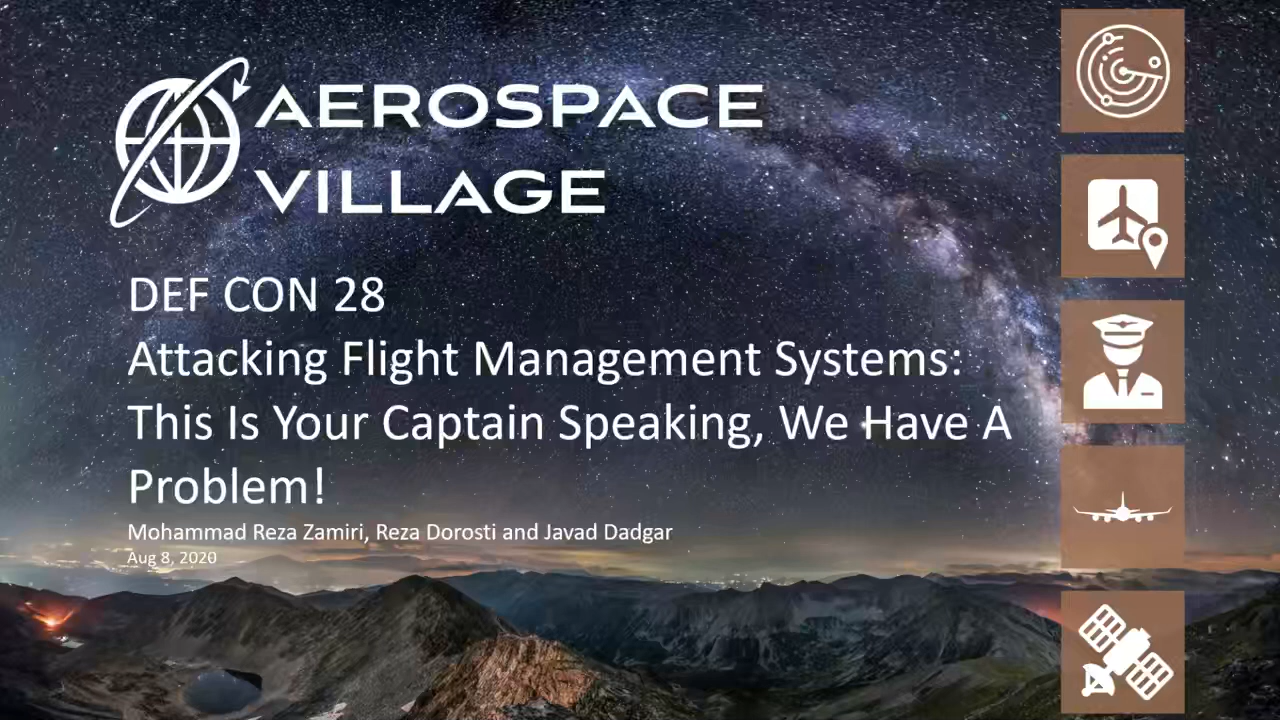 AEROSPACE
VILLAGE
DEF CON 28
Attacking Flight Management Systems:
This Is Your Captain Speaking, We Have A
Problem!
Mohammad Reza Zamiri, Reza Dorosti and Javad Dadgar
Aug 8, 2020